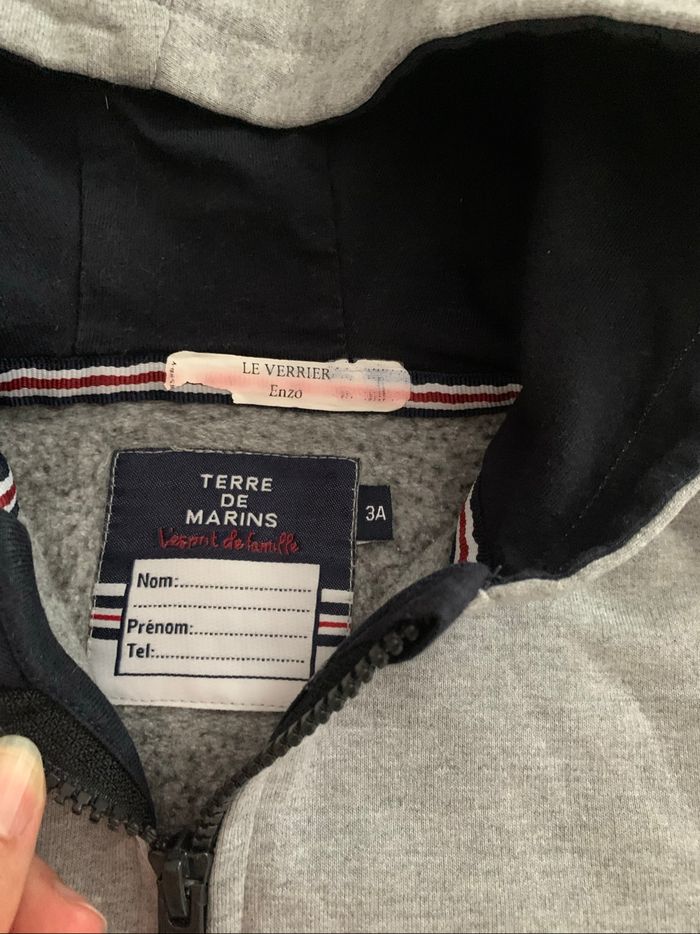 LE VERRIER
Enzo
TERRE
DE
MARINS
L'esprit de famille
3A
Nom:
Prénom:
Tel: